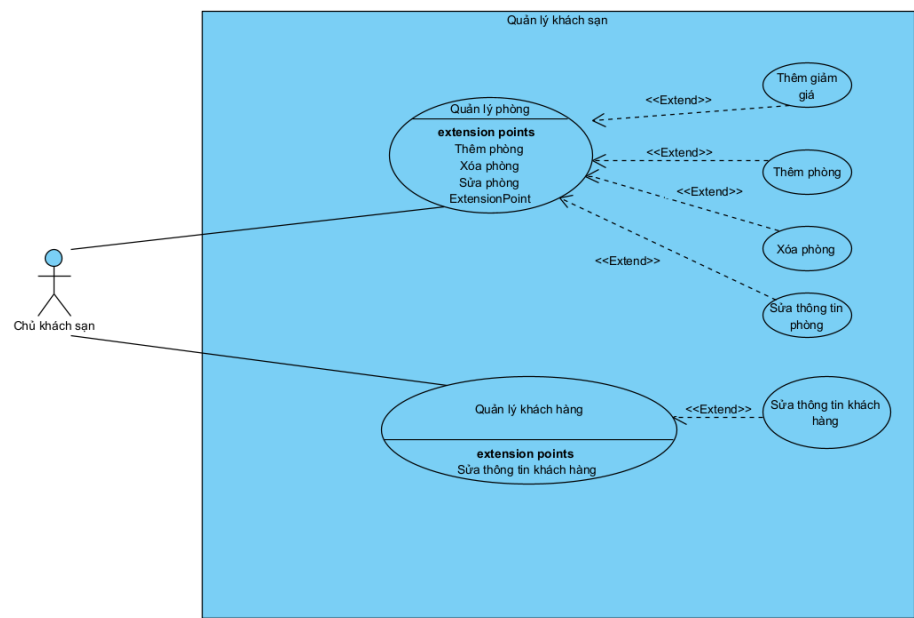 Quản lý khách sạn
Thêm giảm
giá
<<Extend>>
Quản lý phòng
extension points
Thêm phòng
Xóa phòng
Sửa phòng
ExtensionPoint
<<Extend>>
Thêm phòng
<<Extend>>
Xóa phòng
<<Extend>>
Sửa thông tin
phòng
Chủ khách sạn
Quản lý khách hàng
extension points
Sửa thông tin khách hàng
<<Extend>>
Sửa thông tin khách
hàng